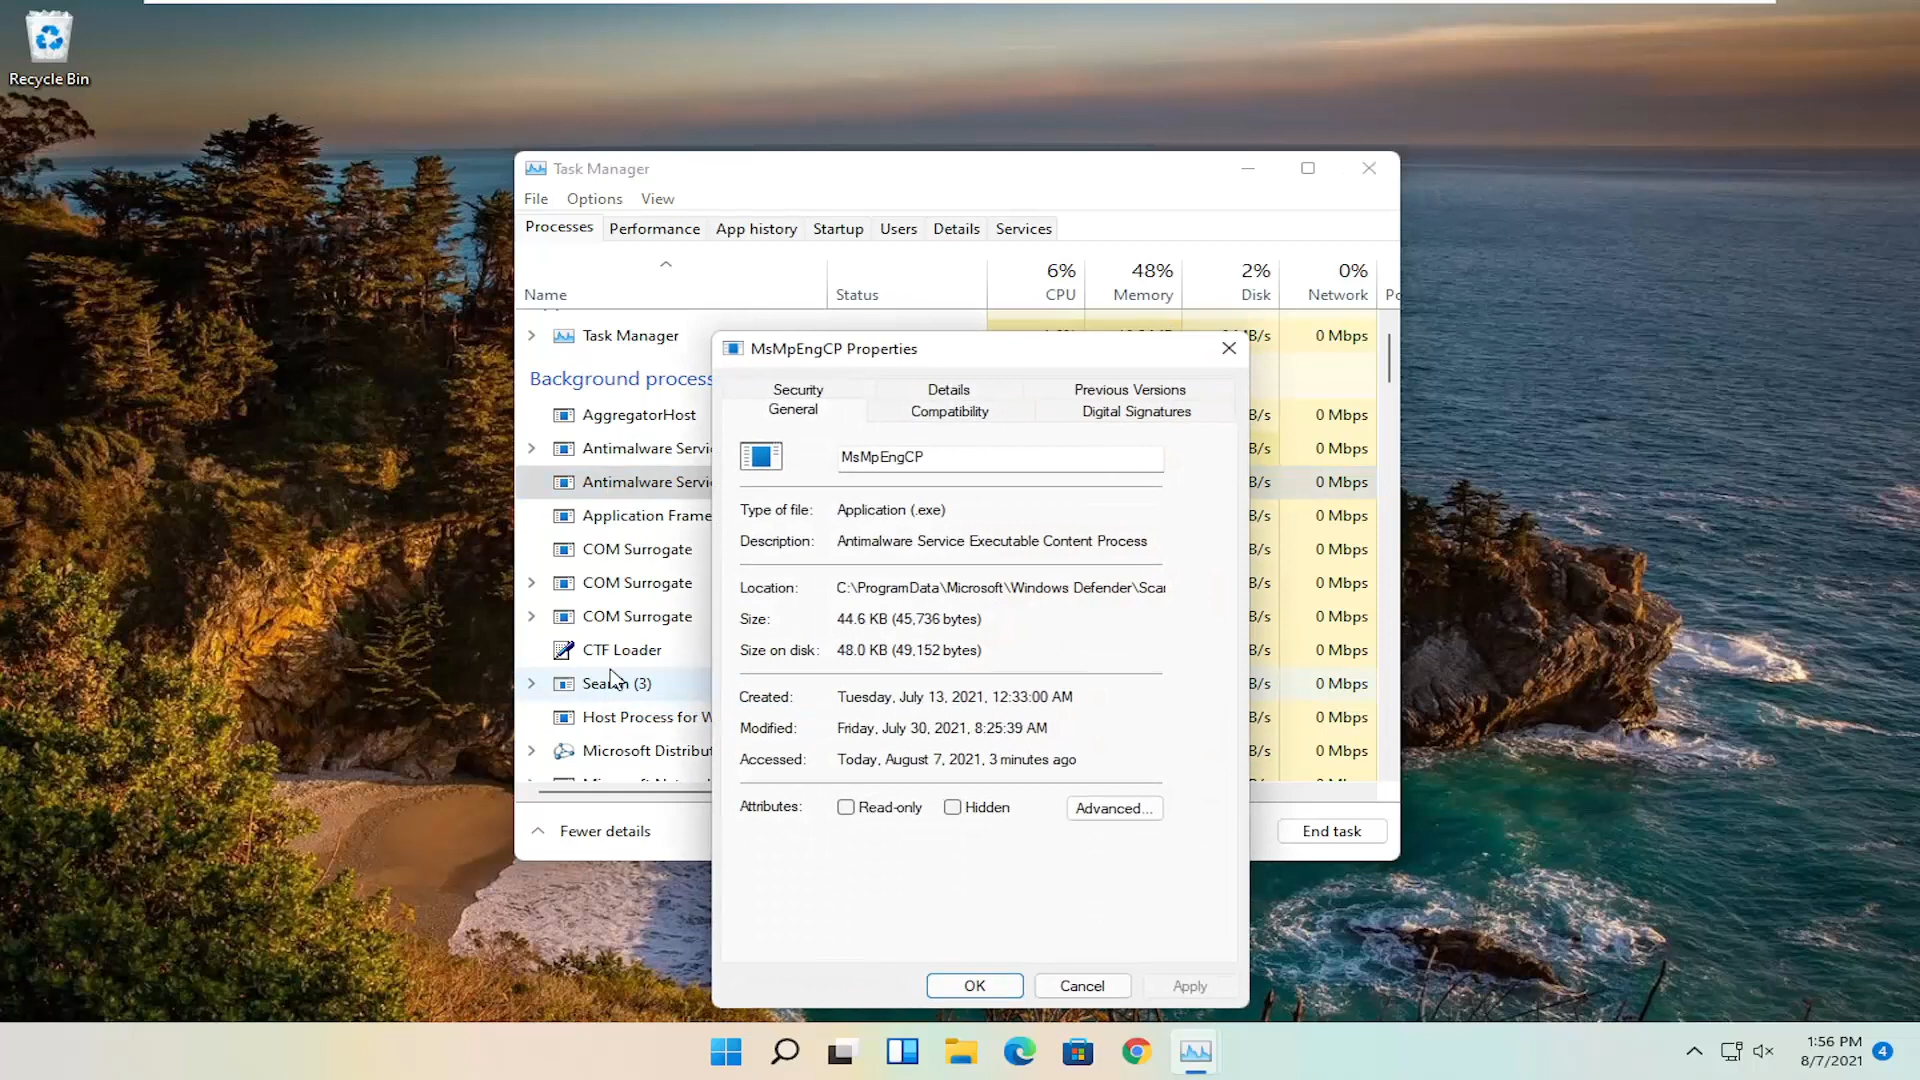 Recycle Bin
Task Manager
File Options View
Processes Performance App history Startup Users Details Services
6% 48% 2% 0%
Name Status CPU Memory Disk Network
Task Manager 0 Mbps
Background process
AggregatorHost B/s 0 Mbps
Antimalware Servi B/s 0 Mbps
Antimalware Servi B/s 0 Mbps
Application Frame B/s 0 Mbps
COM Surrogate B/s 0 Mbps
COM Surrogate B/s 0 Mbps
COM Surrogate B/s 0 Mbps
CTF Loader B/s 0 Mbps
Search (3) B/s 0 Mbps
Host Process for W B/s 0 Mbps
Microsoft Distribut B/s 0 Mbps
Fewer details
End task
MsMpEngCP Properties
Security Details Previous Versions
General Compatibility Digital Signatures
MsMpEngCP
Type of file: Application (.exe)
Description: Antimalware Service Executable Content Process
Location: C:\ProgramData\Microsoft\Windows Defender\Scan
Size: 44.6 KB (45,736 bytes)
Size on disk: 48.0 KB (49,152 bytes)
Created: Tuesday, July 13, 2021, 12:33:00 AM
Modified: Friday, July 30, 2021, 8:25:39 AM
Accessed: Today, August 7, 2021, 3 minutes ago
Attributes: Read-only Hidden Advanced...
OK Cancel Apply
1:56 PM
8/7/2021 4